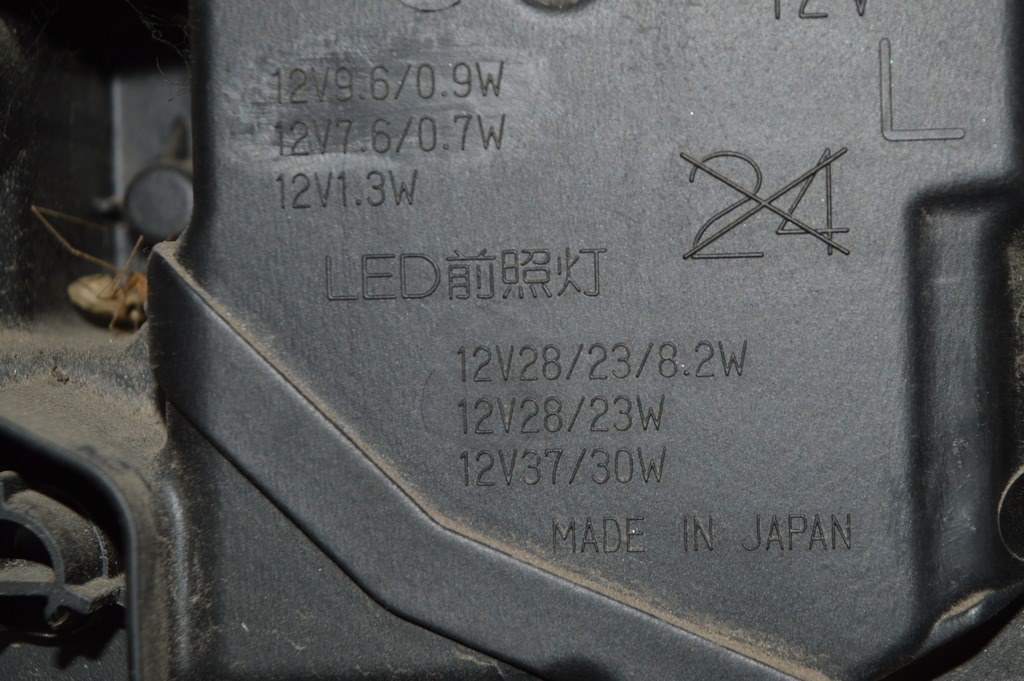 12V
L
12V9.6/0.9W
12V7.6/0.7W
12V1.3W
24
LED前照灯
12V28/23/8.2W
12V28/23W
12V37/30W
MADE IN JAPAN